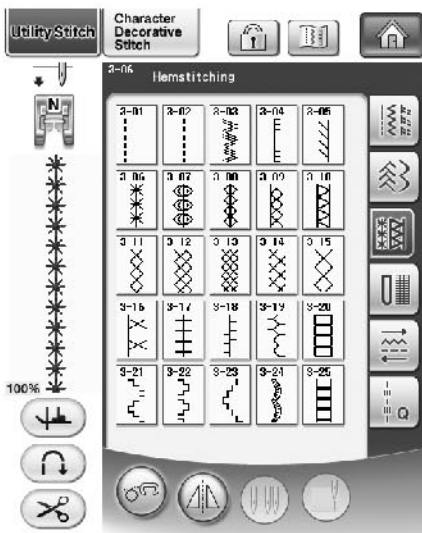 Utility Stitch
Character
Decorative
Stitch
3-06
Hemstitching
N
3-01 3-02 3-03 3-04 3-05
3-06 3-07 3-08 3-09 3-10
3-11 3-12 3-13 3-14 3-15
3-16 3-17 3-18 3-19 3-20
3-21 3-22 3-23 3-24 3-25
100%
Q